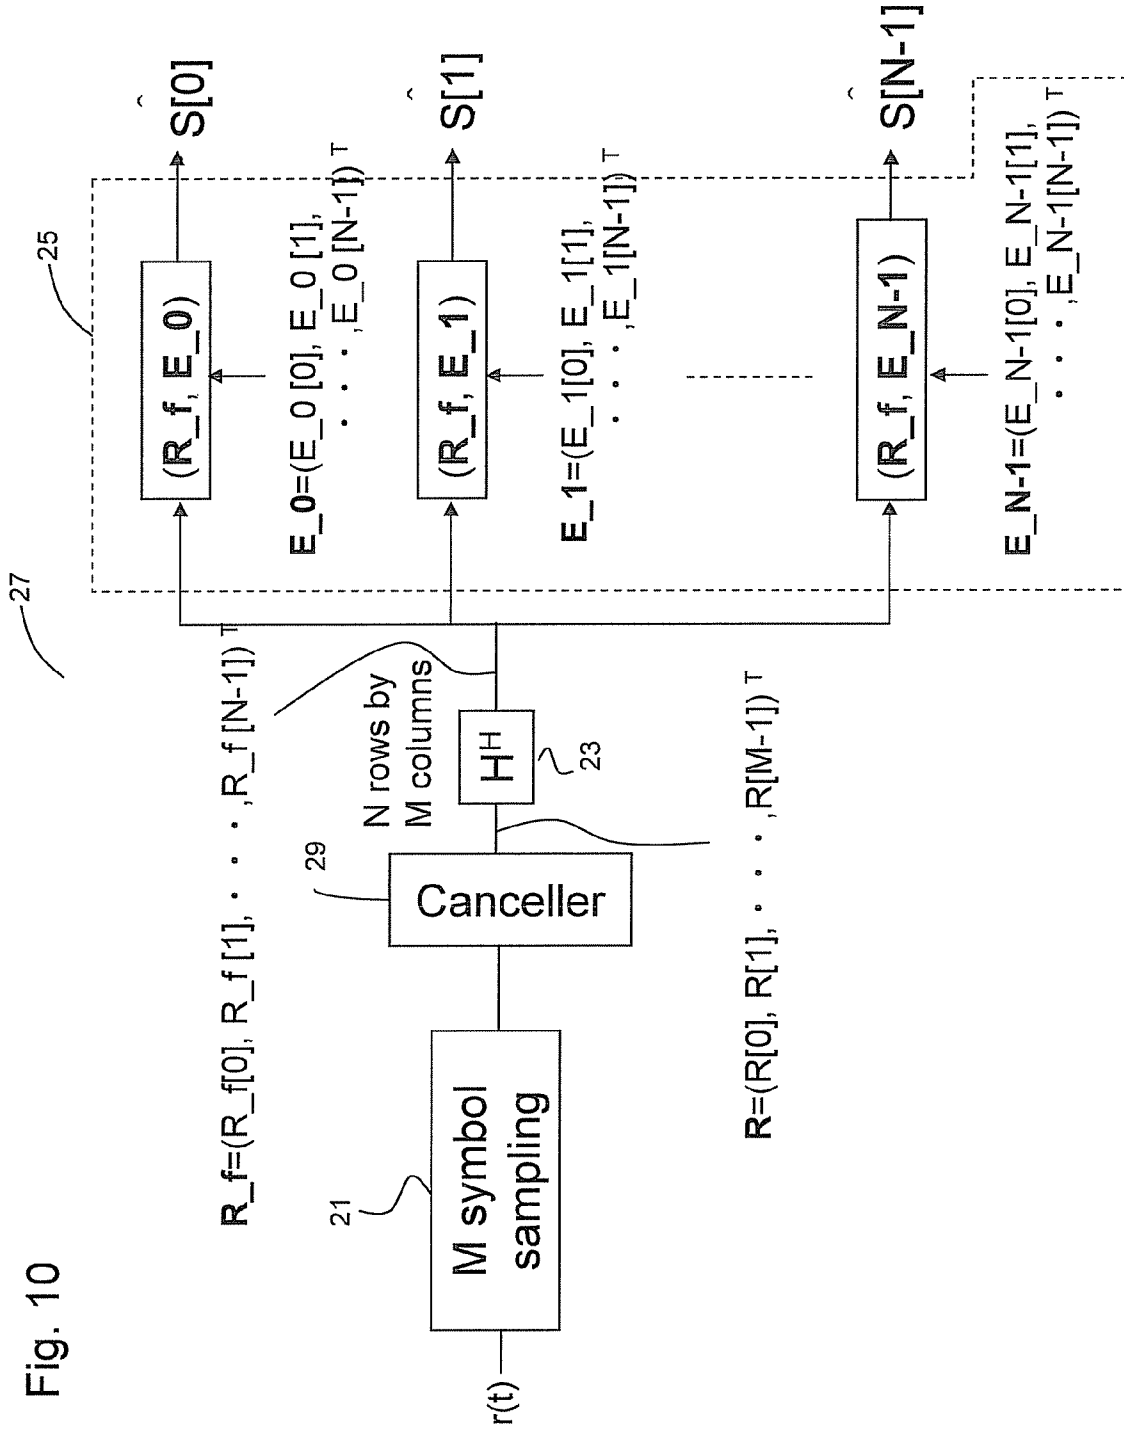 Fig. 10
27
25
R_f=(R_f[0], R_f [1], · · · ,R_f [N-1]) T
r(t)
21
M symbol
sampling
29
Canceller
N rows by
M columns
H H
23
R=(R[0], R[1], · · · ,R[M-1]) T
(R_f, E_0)
Ŝ[0]
E_0=(E_0 [0], E_0 [1],
· · · ,E_0 [N-1]) T
(R_f, E_1)
Ŝ[1]
E_1=(E_1[0], E_1[1],
· · · ,E_1[N-1]) T
(R_f, E_N-1)
Ŝ[N-1]
E_N-1=(E_N-1[0], E_N-1[1],
· · · ,E_N-1[N-1]) T